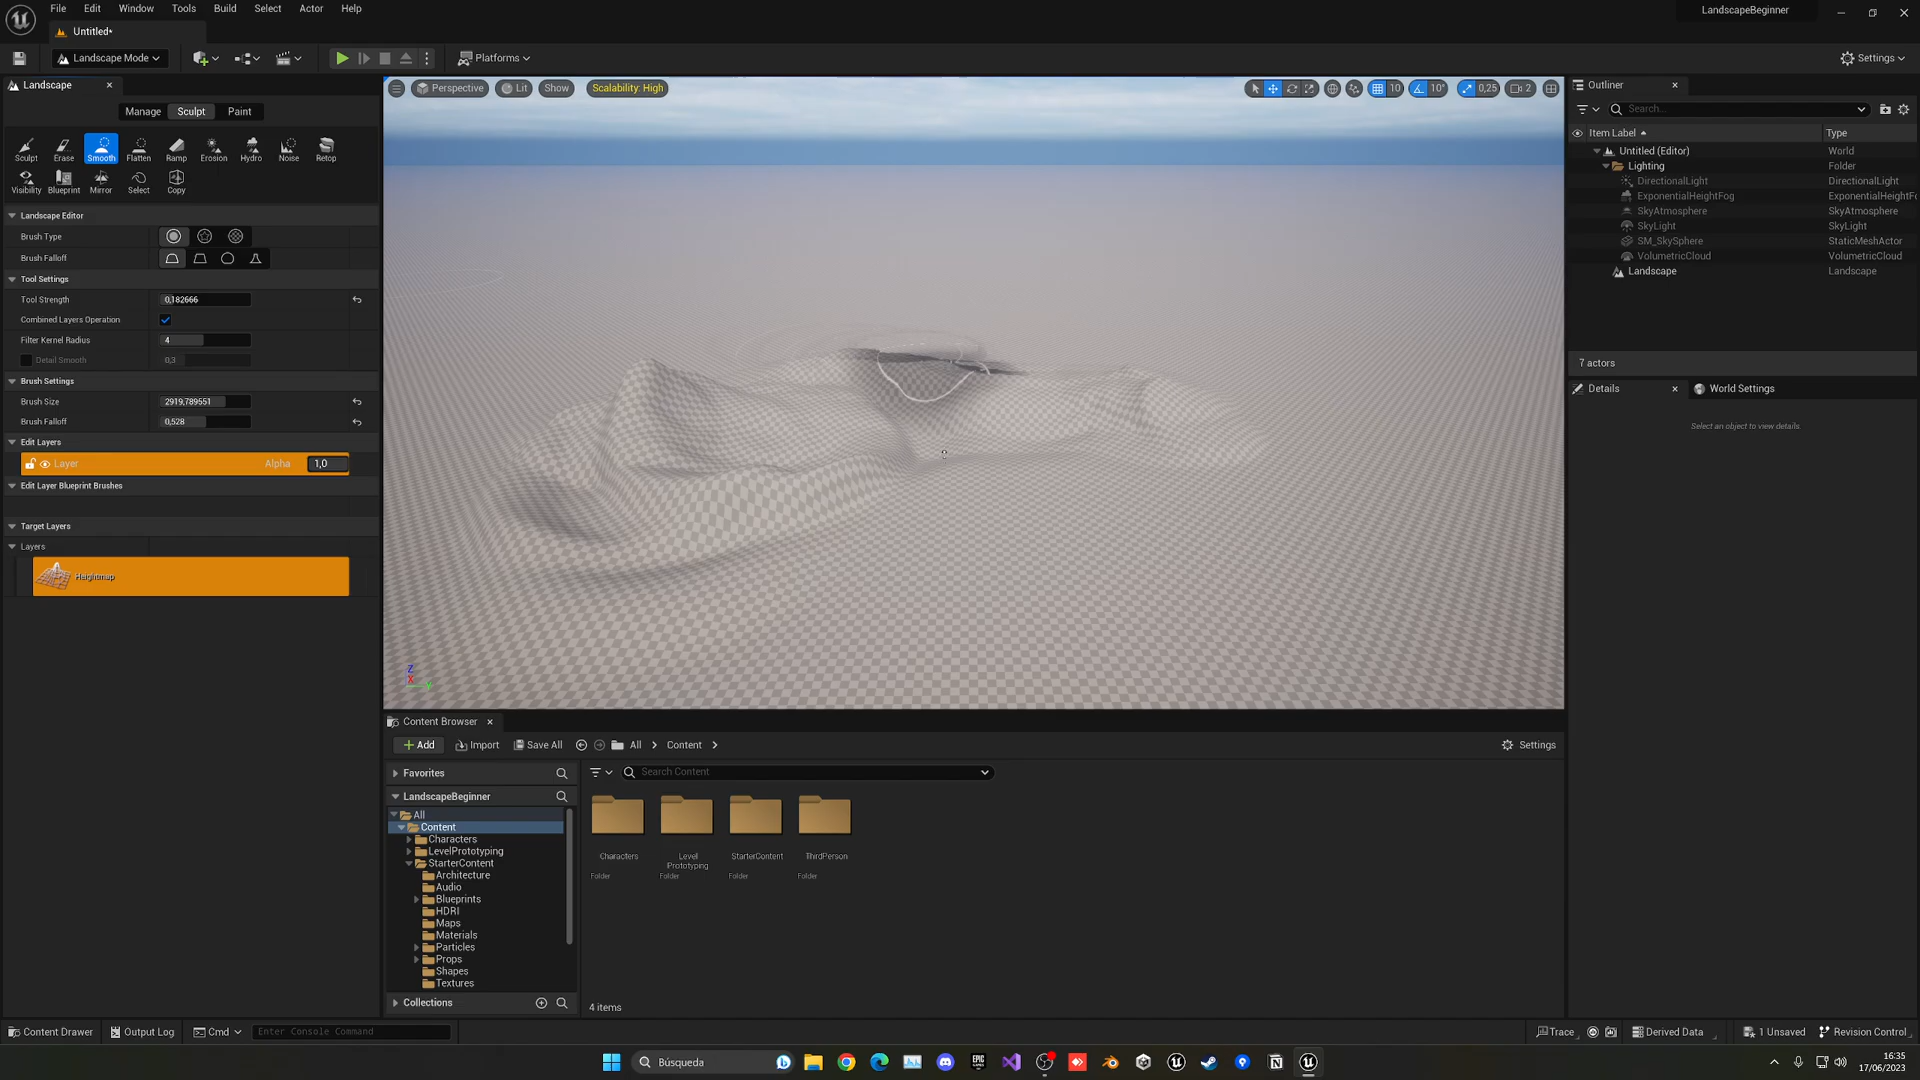 File Edit Window Tools Build Select Actor Help
LandscapeBeginner
Untitled*
Landscape Mode
Platforms
Settings
Landscape
Manage Sculpt Paint
Sculpt Erase Smooth Flatten Ramp Erosion Hydro Noise Retop
Visibility Blueprint Mirror Select Copy
Landscape Editor
Brush Type
Brush Falloff
Tool Settings
Tool Strength 0,182666
Combined Layers Operation
Filter Kernel Radius 4
Detail Smooth 0,3
Brush Settings
Brush Size 2919,789551
Brush Falloff 0,528
Edit Layers
Layer Alpha 1,0
Edit Layer Blueprint Brushes
Target Layers
Layers
Heightmap
Perspective Lit Show Scalability: High
10 10° 0,25 2
Z
X
Y
Outliner
Search...
Item Label Type
Untitled (Editor) World
Lighting Folder
DirectionalLight DirectionalLight
ExponentialHeightFog ExponentialHeightFo
SkyAtmosphere SkyAtmosphere
SkyLight SkyLight
SM_SkySphere StaticMeshActor
VolumetricCloud VolumetricCloud
Landscape Landscape
7 actors
Details World Settings
Select an object to view details.
Content Browser
Add Import Save All All Content
Settings
Favorites
Search Content
LandscapeBeginner
All
Content
Characters
LevelPrototyping
StarterContent
Architecture
Audio
Blueprints
HDRI
Maps
Materials
Particles
Props
Shapes
Textures
Collections
Characters
Folder
Level
Prototyping
Folder
StarterContent
Folder
ThirdPerson
Folder
4 items
Content Drawer Output Log Cmd Enter Console Command
Trace Derived Data 1 Unsaved Revision Control
Búsqueda
EPIC
GAMES
16:35
17/06/2023